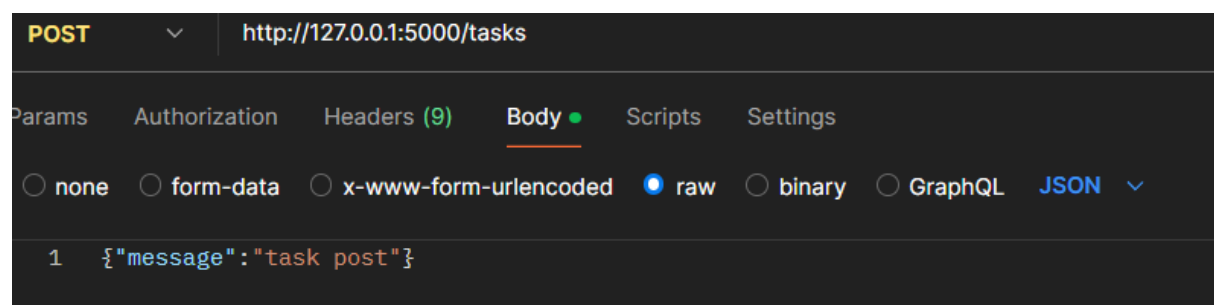 POST http://127.0.0.1:5000/tasks
Params Authorization Headers (9) Body Scripts Settings
none form-data x-www-form-urlencoded raw binary GraphQL JSON
1 {"message":"task post"}